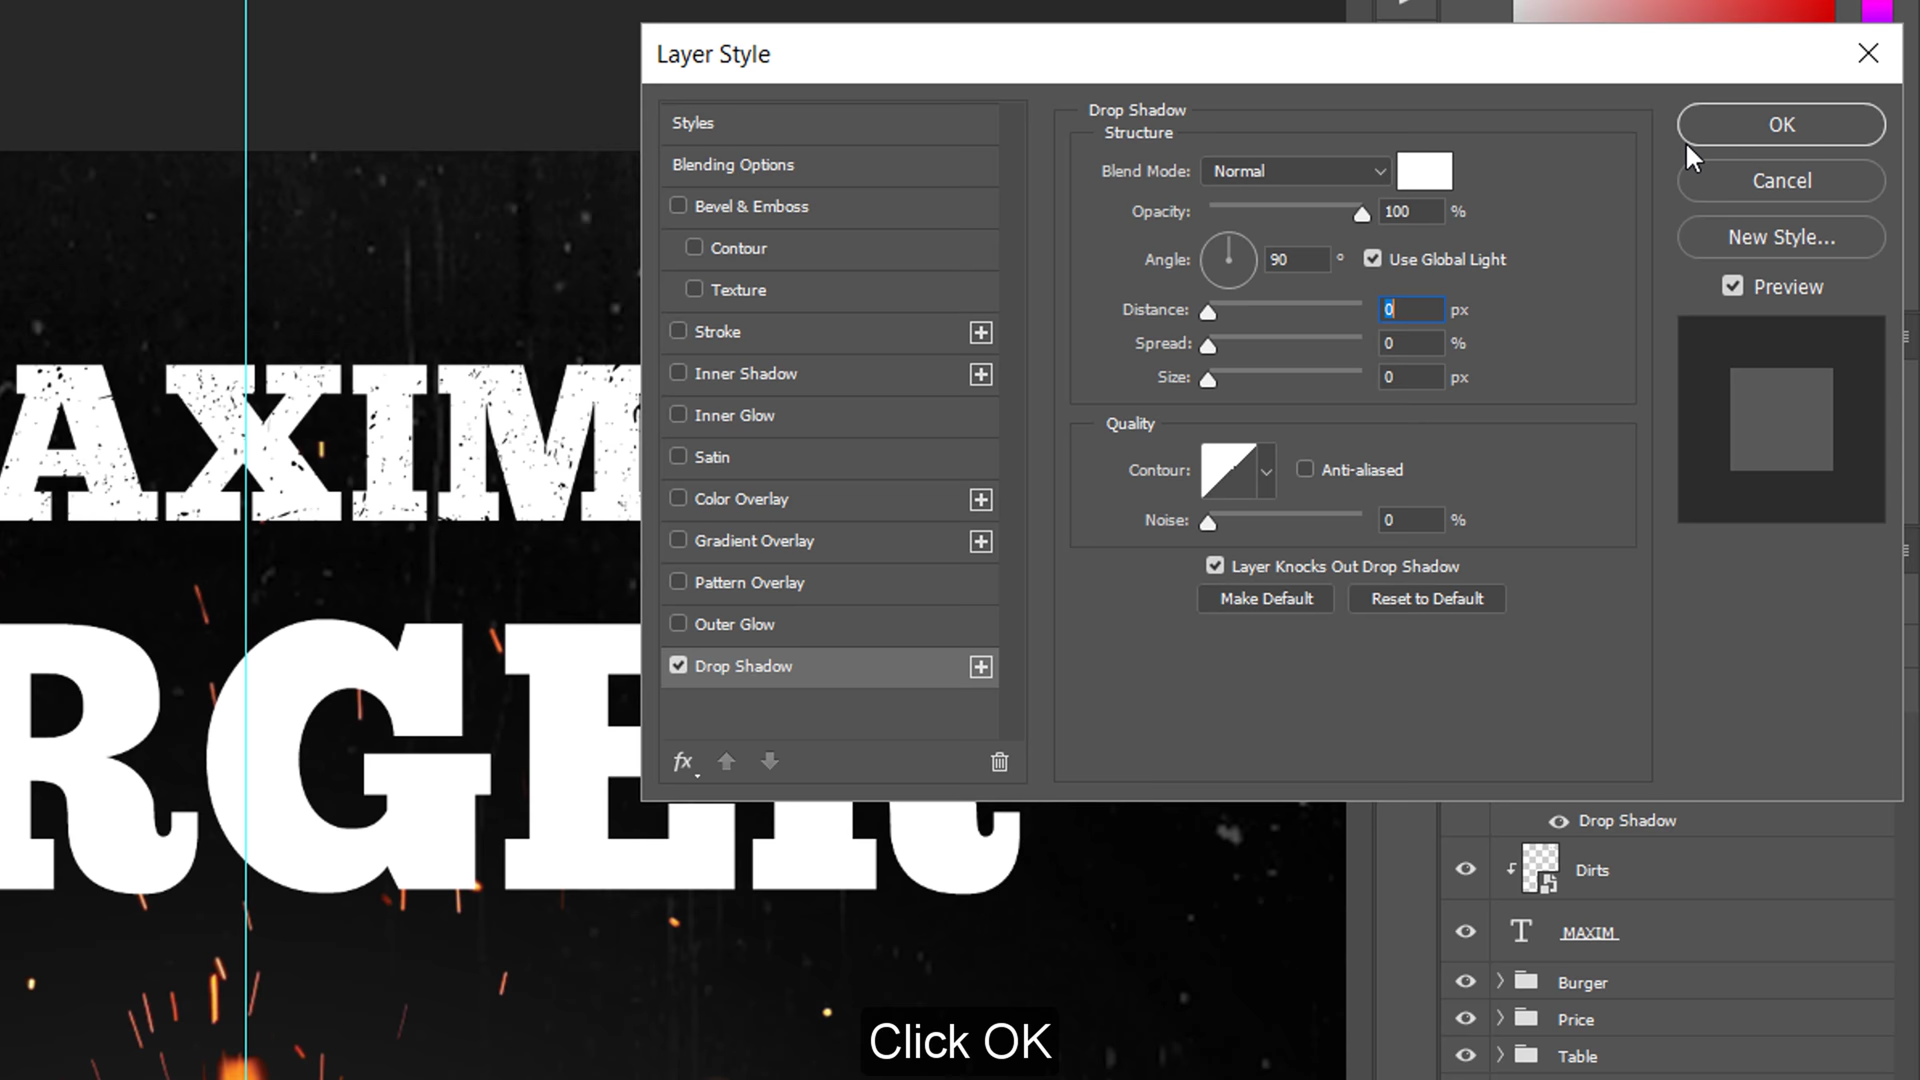 Layer Style
Styles
Blending Options
Bevel & Emboss
Contour
Texture
Stroke
Inner Shadow
Inner Glow
Satin
Color Overlay
Gradient Overlay
Pattern Overlay
Outer Glow
Drop Shadow
fx
Drop Shadow
Structure
Blend Mode: Normal
Opacity: 100 %
Angle: 90 ° Use Global Light
Distance: 0 px
Spread: 0 %
Size: 0 px
Quality
Contour: Anti-aliased
Noise: 0 %
Layer Knocks Out Drop Shadow
Make Default Reset to Default
OK
Cancel
New Style...
Preview
AXIM
RGER
Drop Shadow
Dirts
T MAXIM
Burger
Price
Table
Click OK